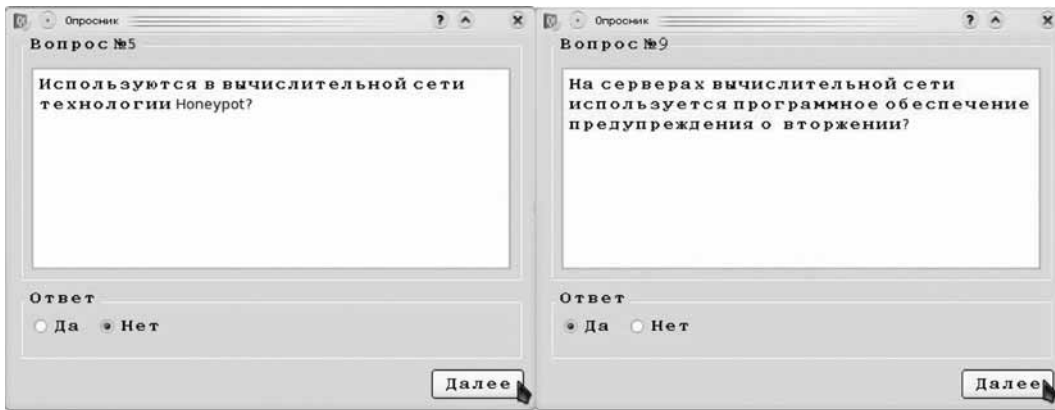 Опросник
Вопрос №5
Используются в вычислительной сети
технологии Honeypot?
Ответ
Да Нет
Далее
Опросник
Вопрос №9
На серверах вычислительной сети
используется программное обеспечение
предупреждения о вторжении?
Ответ
Да Нет
Далее